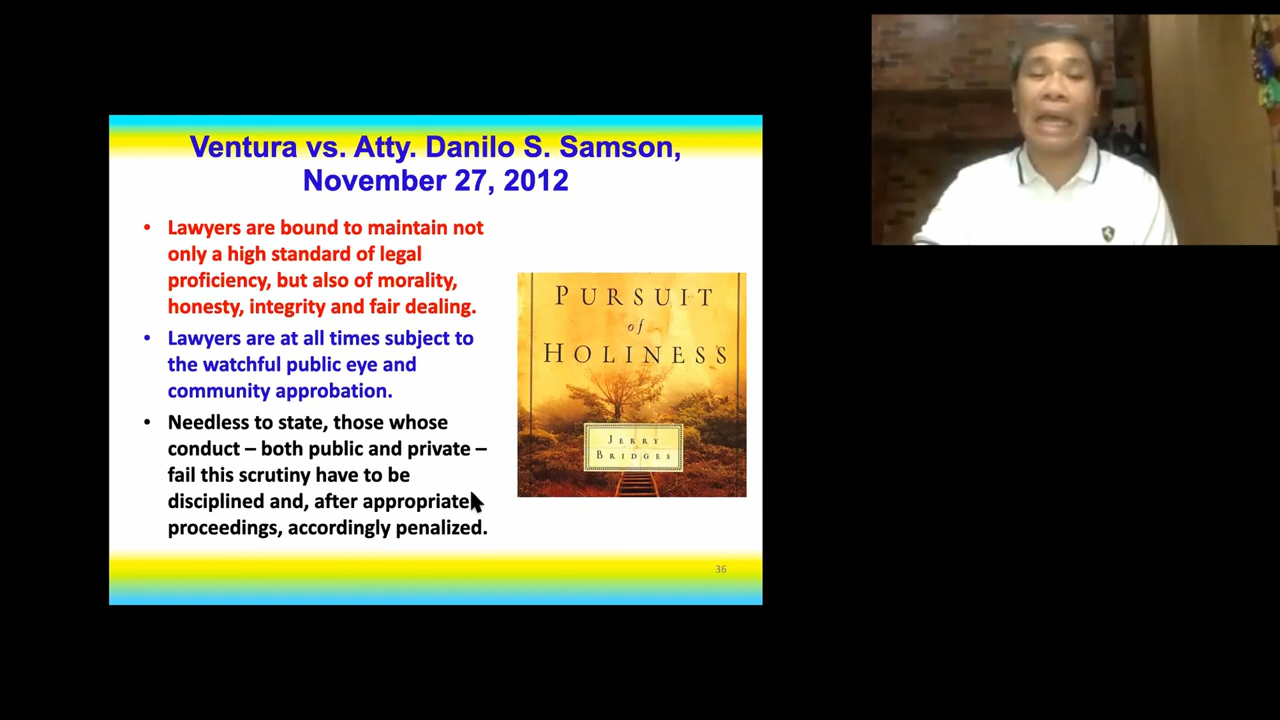 Ventura vs. Atty. Danilo S. Samson,
November 27, 2012
• Lawyers are bound to maintain not
only a high standard of legal
proficiency, but also of morality,
honesty, integrity and fair dealing.
• Lawyers are at all times subject to
the watchful public eye and
community approbation.
• Needless to state, those whose
conduct – both public and private –
fail this scrutiny have to be
disciplined and, after appropriate
proceedings, accordingly penalized.
PURSUIT
of
HOLINESS
JERRY
BRIDGES
36